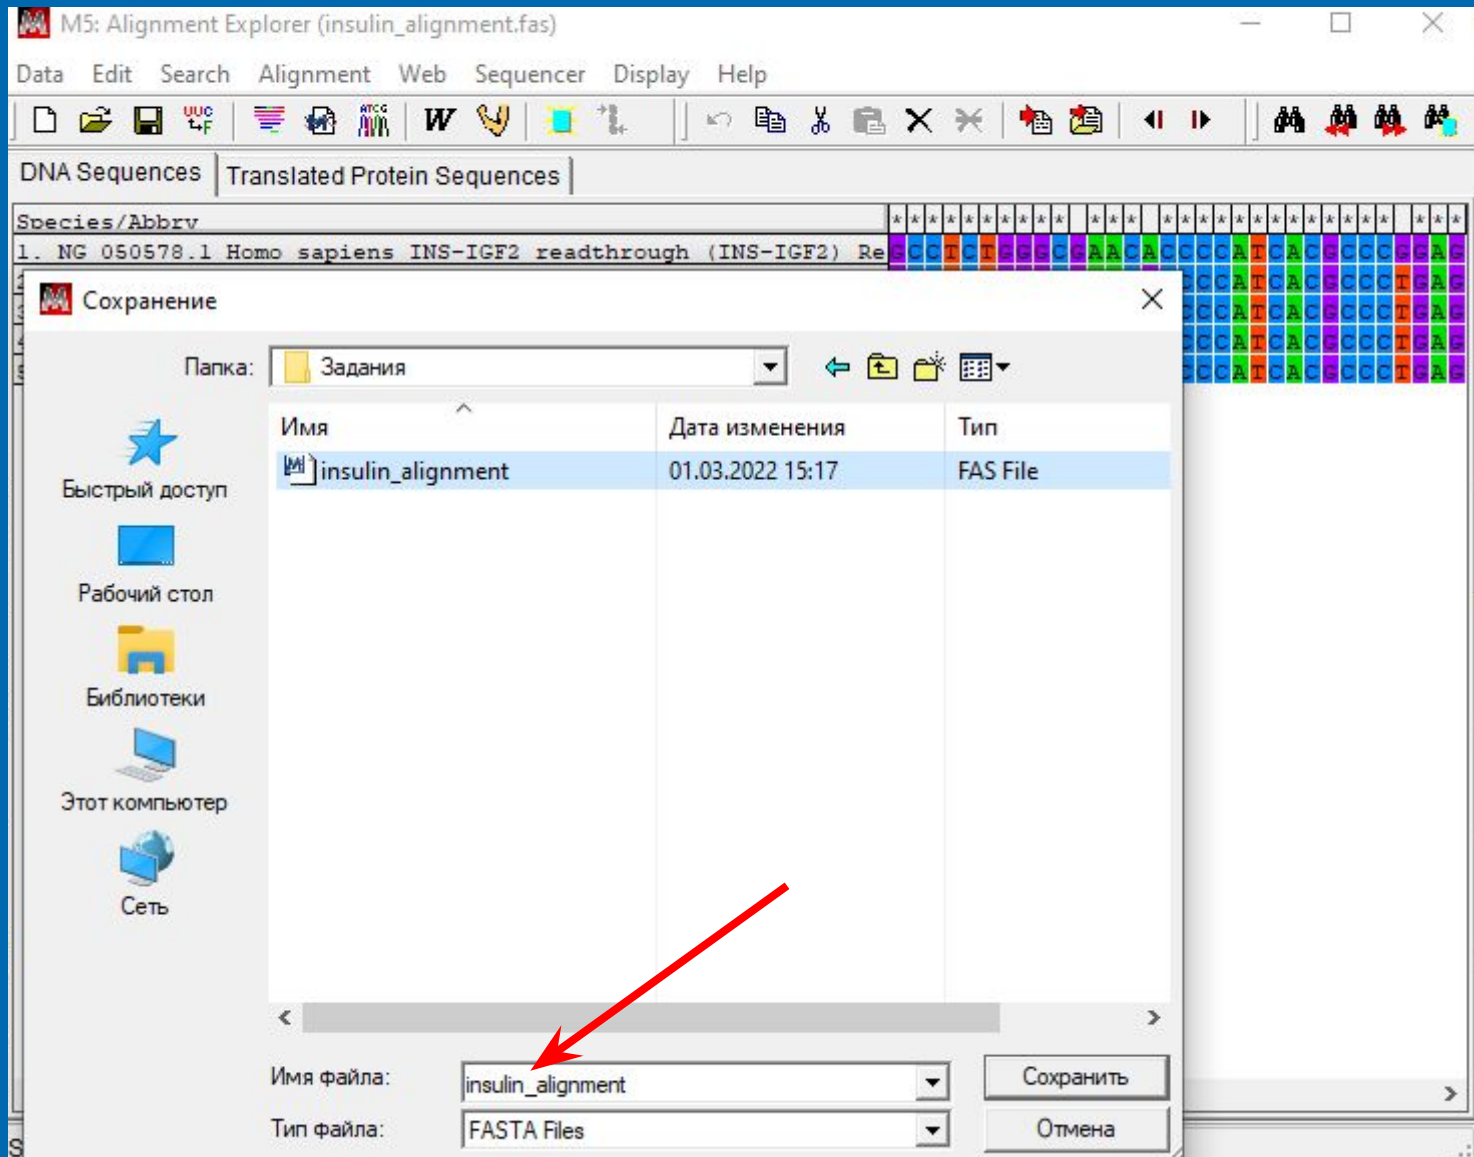 M5: Alignment Explorer (insulin_alignment.fas)
Data Edit Search Alignment Web Sequencer Display Help
DNA Sequences Translated Protein Sequences
Species/Abbrv * * * * * * * * * * * * * * * * * * * * * * * * * * * * *
1. NG 050578.1 Homo sapiens INS-IGF2 readthrough (INS-IGF2) Re GCCTCTGGGCGAACACCCCATCACGCCCGGAG
CCCATCACGCCCTGAG
CCCATCACGCCCTGAG
CCCATCACGCCCTGAG
CCCATCACGCCCTGAG
Сохранение
Папка: Задания
Имя Дата изменения Тип
insulin_alignment 01.03.2022 15:17 FAS File
Быстрый доступ
Рабочий стол
Библиотеки
Этот компьютер
Сеть
Имя файла: insulin_alignment Сохранить
Тип файла: FASTA Files Отмена